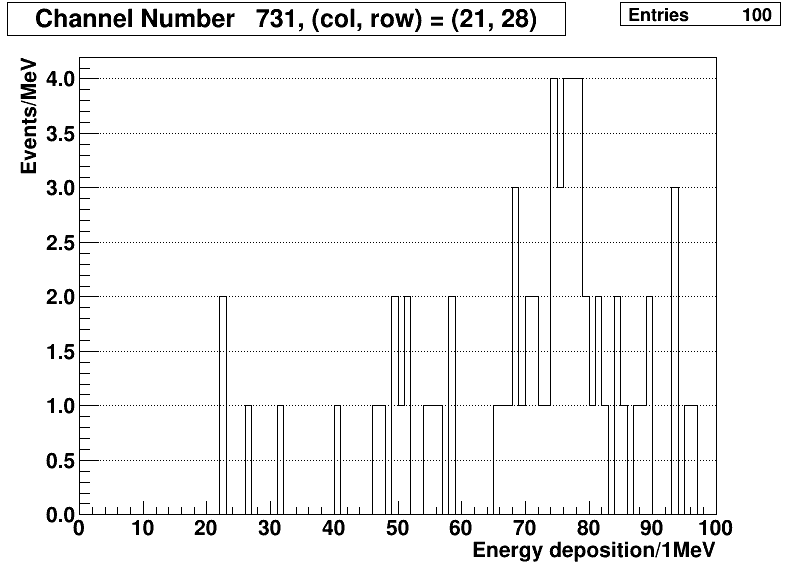 Channel Number 731, (col, row) = (21, 28)
Entries 100
Events/MeV
4.0
3.5
3.0
2.5
2.0
1.5
1.0
0.5
0.0
0 10 20 30 40 50 60 70 80 90 100
Energy deposition/1MeV